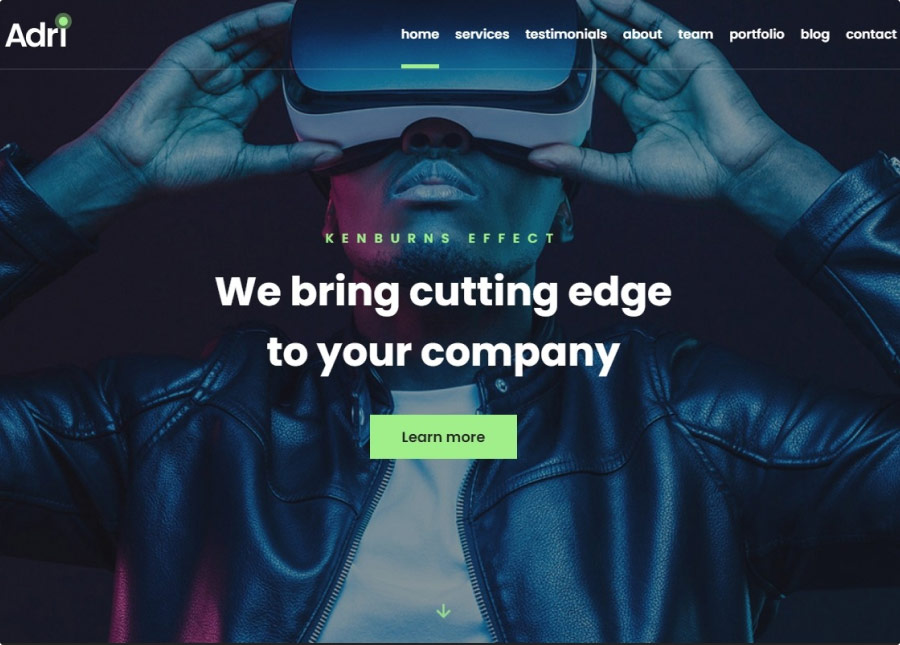 Adri
home services testimonials about team portfolio blog contact
KENBURNS EFFECT
We bring cutting edge
to your company
Learn more